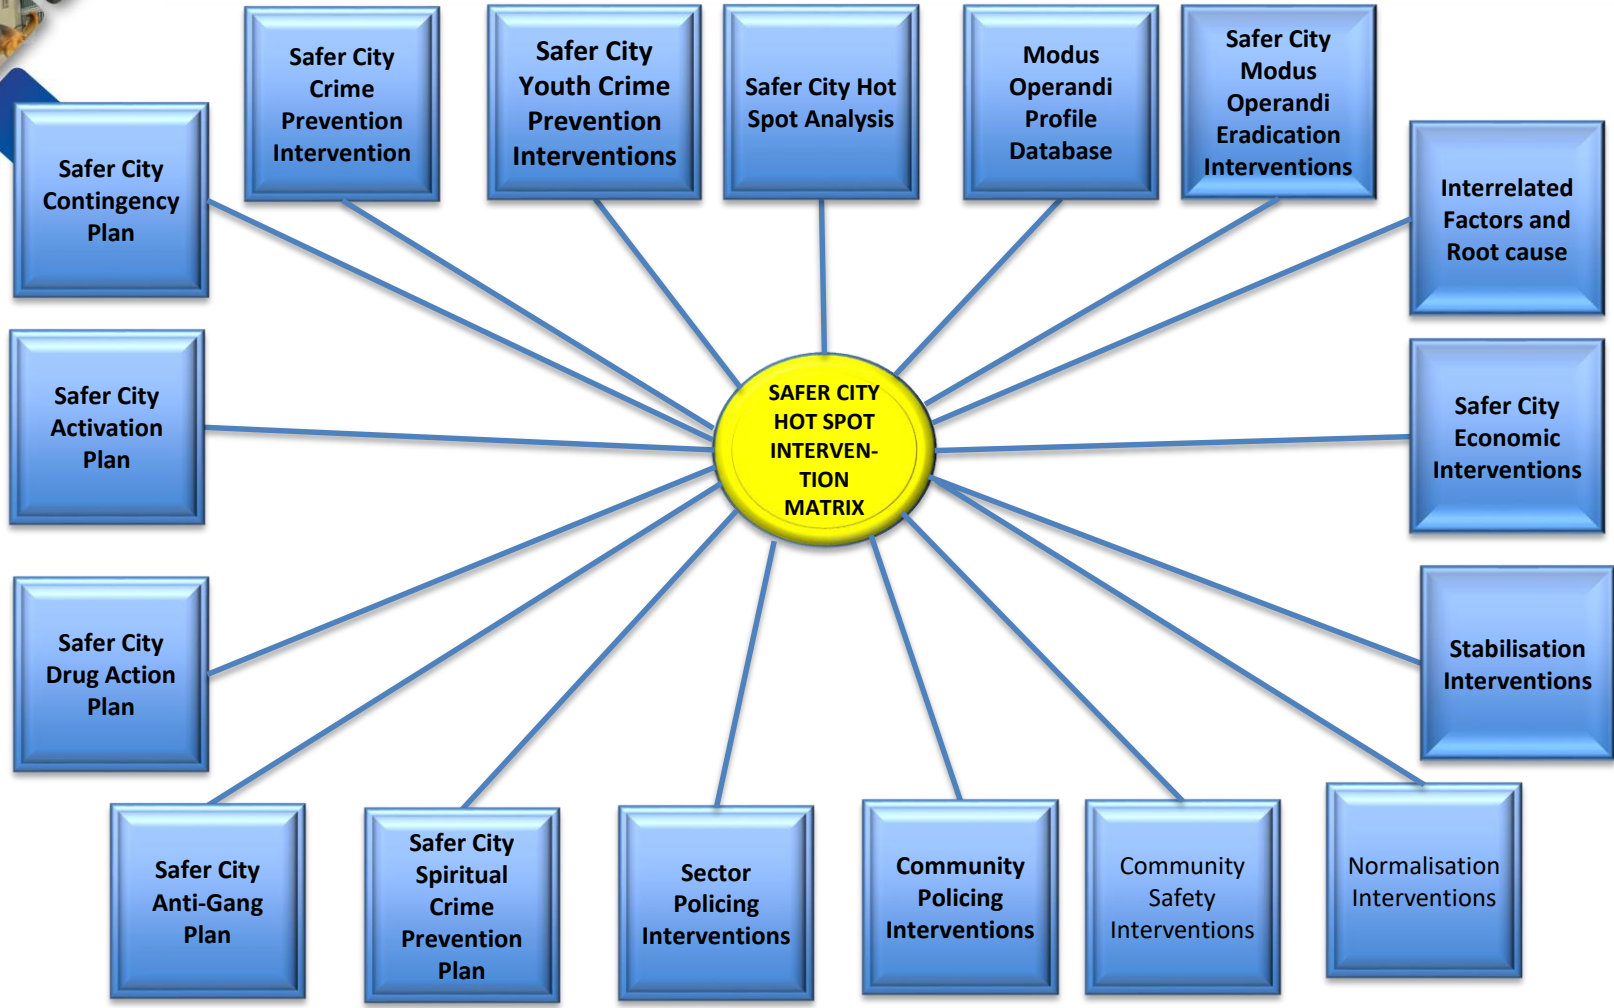 Safer City
Crime
Prevention
Intervention
Safer City
Youth Crime
Prevention
Interventions
Safer City Hot
Spot Analysis
Modus
Operandi
Profile
Database
Safer City
Modus
Operandi
Eradication
Interventions
Safer City
Contingency
Plan
Interrelated
Factors and
Root cause
Safer City
Activation
Plan
SAFER CITY
HOT SPOT
INTERVEN-
TION
MATRIX
Safer City
Economic
Interventions
Safer City
Drug Action
Plan
Stabilisation
Interventions
Safer City
Anti-Gang
Plan
Safer City
Spiritual
Crime
Prevention
Plan
Sector
Policing
Interventions
Community
Policing
Interventions
Community
Safety
Interventions
Normalisation
Interventions